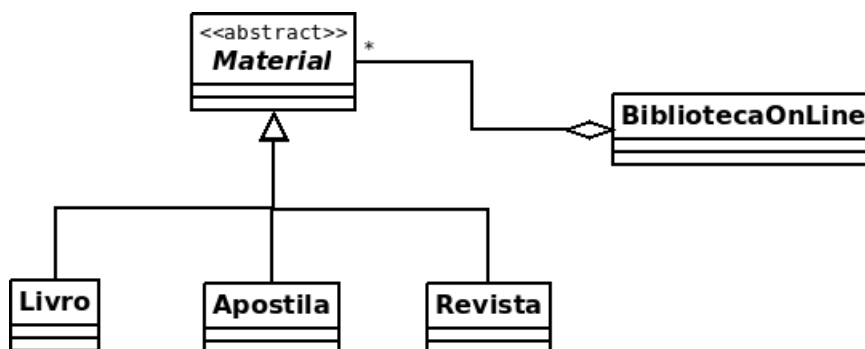 <<abstract>>
Material
*
BibliotecaOnLine
Livro
Apostila
Revista